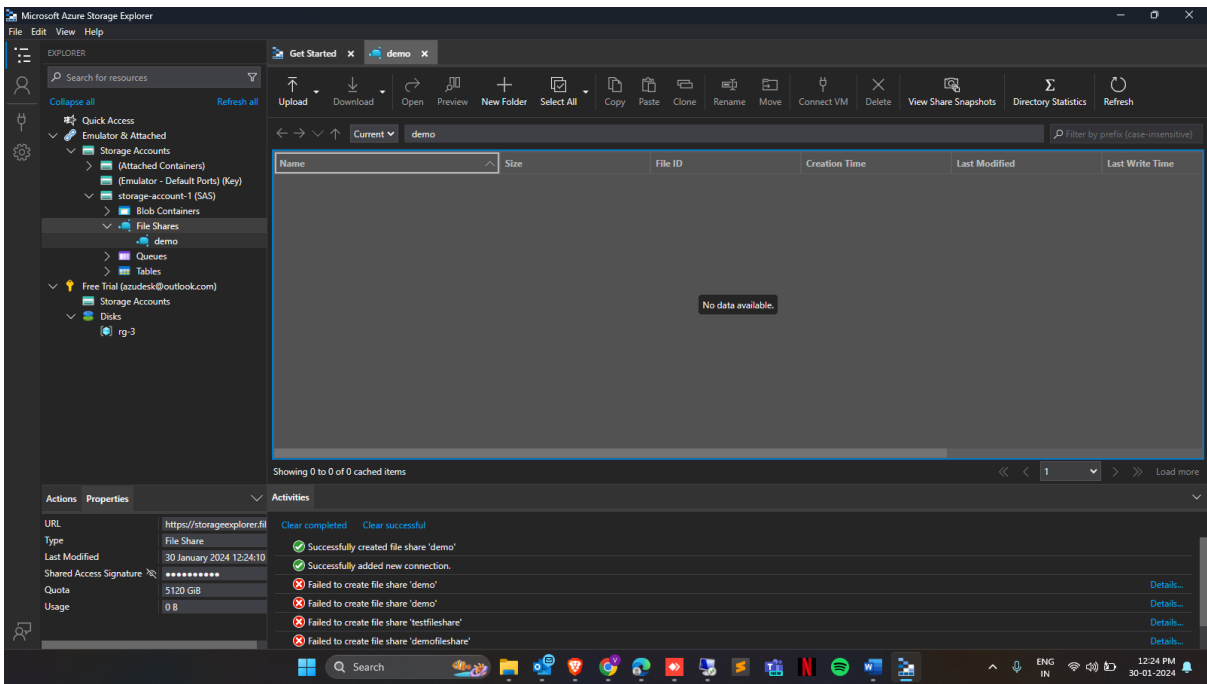 Microsoft Azure Storage Explorer
File Edit View Help
EXPLORER
Search for resources
Collapse all Refresh all
Quick Access
Emulator & Attached
Storage Accounts
(Attached Containers)
(Emulator - Default Ports) (Key)
storage-account-1 (SAS)
Blob Containers
File Shares
demo
Queues
Tables
Free Trial (azudesk@outlook.com)
Storage Accounts
Disks
rg-3
Get Started demo
Upload Download Open Preview New Folder Select All Copy Paste Clone Rename Move Connect VM Delete View Share Snapshots Directory Statistics Refresh
Current demo Filter by prefix (case-insensitive)
Name Size File ID Creation Time Last Modified Last Write Time
No data available.
Showing 0 to 0 of 0 cached items 1 Load more
Actions Properties
URL https://storageexplorer.fil
Type File Share
Last Modified 30 January 2024 12:24:10
Shared Access Signature ••••••••••
Quota 5120 GiB
Usage 0 B
Activities
Clear completed Clear successful
Successfully created file share 'demo'
Successfully added new connection.
Failed to create file share 'demo' Details...
Failed to create file share 'demo' Details...
Failed to create file share 'testfileshare' Details...
Failed to create file share 'demofileshare' Details...
Search
ENG
IN
12:24 PM
30-01-2024